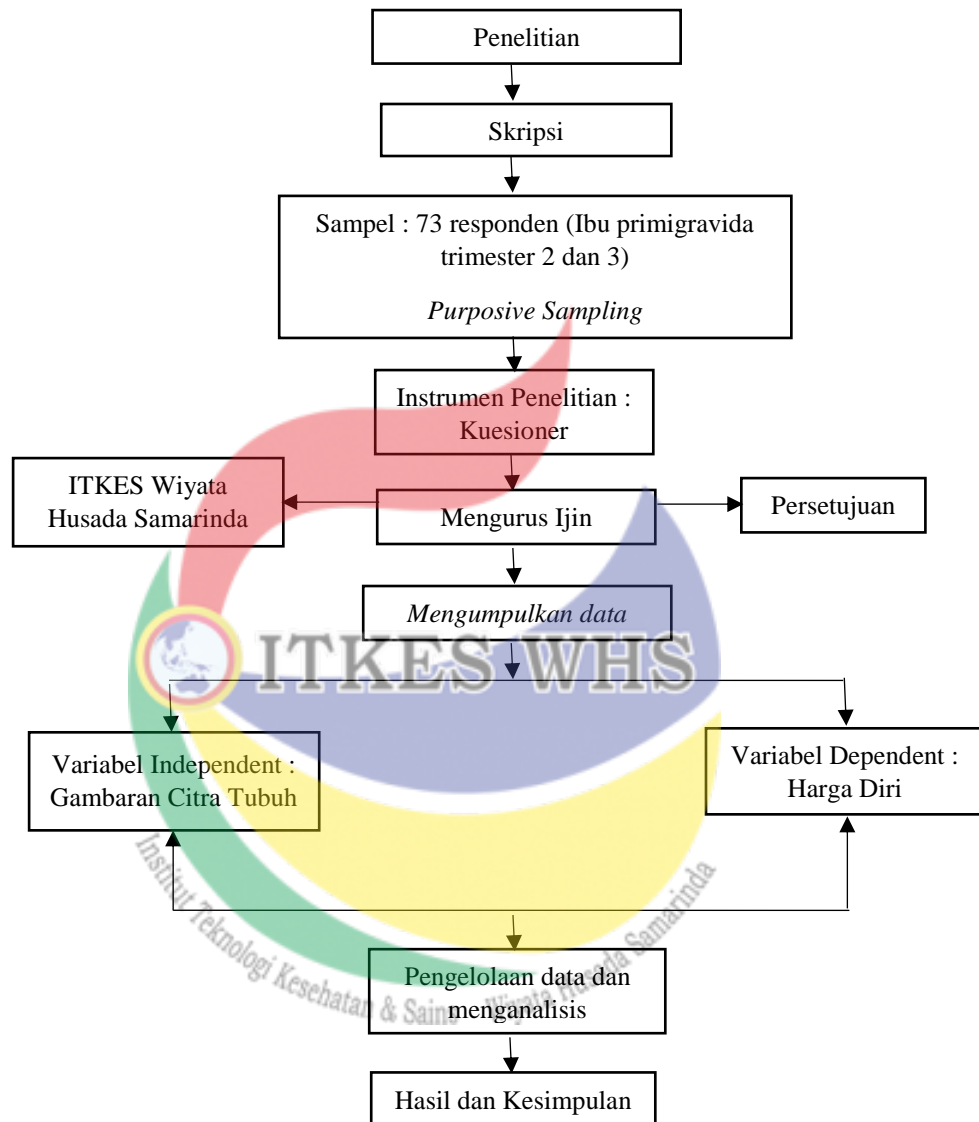 Penelitian
Skripsi
Sampel : 73 responden (Ibu primigravida
trimester 2 dan 3)
Purposive Sampling
Instrumen Penelitian :
Kuesioner
ITKES Wiyata
Husada Samarinda
Mengurus Ijin
Persetujuan
Mengumpulkan data
ITKES WHS
Variabel Independent :
Gambaran Citra Tubuh
Variabel Dependent :
Harga Diri
Institut Teknologi Kesehatan & Sains Wiyata Husada Samarinda
Pengelolaan data dan
menganalisis
Hasil dan Kesimpulan